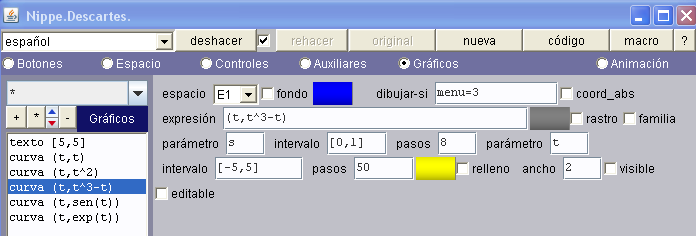 Nippe.Descartes.
español deshacer rehacer original nueva código macro ?
Botones Espacio Controles Auxiliares Gráficos Animación
* espacio E1 fondo dibujar-si menu=3 coord_abs
+ * - Gráficos expresión (t,t^3-t) rastro familia
texto [5,5] parámetro s intervalo [0,1] pasos 8 parámetro t
curva (t,t)
curva (t,t^2) intervalo [-5,5] pasos 50 relleno ancho 2 visible
curva (t,t^3-t) editable
curva (t,sen(t))
curva (t,exp(t))